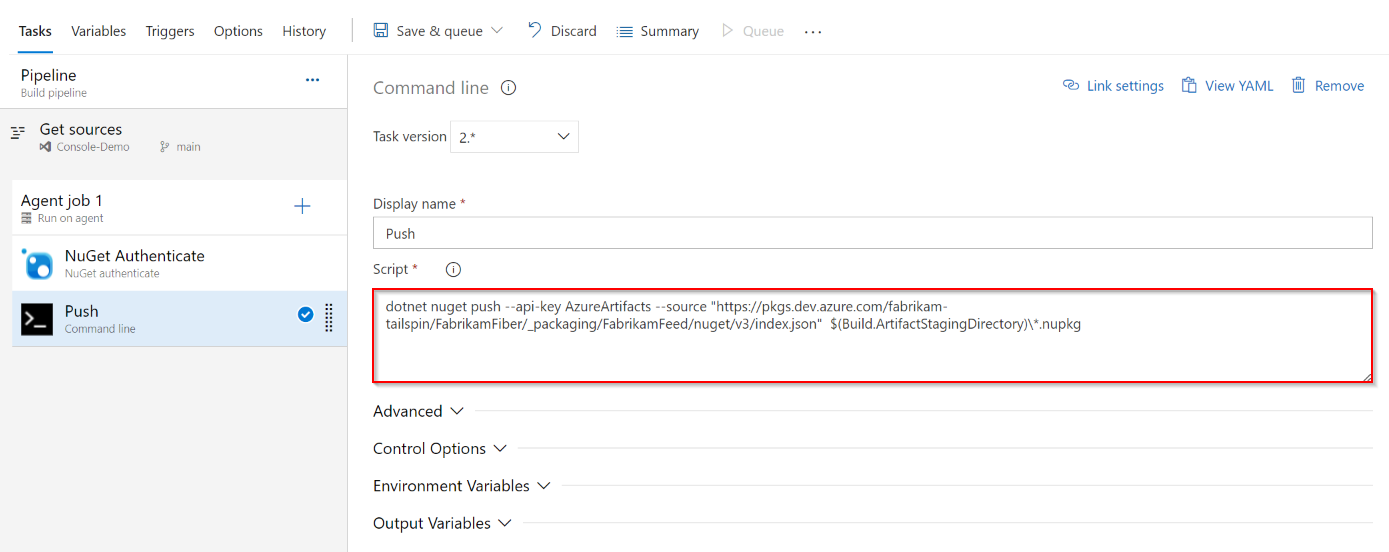 Tasks Variables Triggers Options History Save & queue Discard Summary Queue ...
Pipeline ...
Build pipeline
Get sources
Console-Demo main
Agent job 1
Run on agent
NuGet Authenticate
NuGet authenticate
Push
Command line
Command line Link settings View YAML Remove
Task version 2.*
Display name *
Push
Script *
dotnet nuget push --api-key AzureArtifacts --source "https://pkgs.dev.azure.com/fabrikam-
tailspin/FabrikamFiber/_packaging/FabrikamFeed/nuget/v3/index.json"  $(Build.ArtifactStagingDirectory)\*.nupkg
Advanced
Control Options
Environment Variables
Output Variables